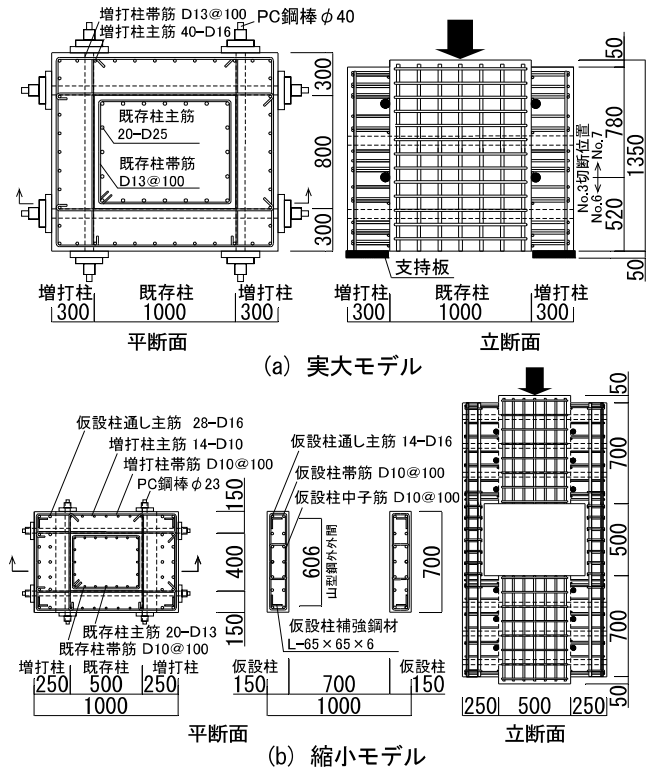 増打柱帯筋 D13@100
増打柱主筋 40-D16
PC鋼棒φ40
既存柱主筋
20-D25
既存柱帯筋
D13@100
300
800
300
増打柱
既存柱
増打柱
300
1000
300
平断面
50
780
1350
520
50
No.3切断位置
No.6
No.7
支持板
増打柱
既存柱
増打柱
300
1000
300
立断面
(a) 実大モデル
仮設柱通し主筋 28-D16
増打柱主筋 14-D10
増打柱帯筋 D10@100
PC鋼棒φ23
150
400
150
既存柱主筋 20-D13
既存柱帯筋 D10@100
増打柱
既存柱
増打柱
250
500
250
1000
仮設柱通し主筋 14-D16
仮設柱帯筋 D10@100
仮設柱中子筋 D10@100
606
山型鋼外外間
700
仮設柱補強鋼材
L-65×65×6
仮設柱
仮設柱
150
700
150
1000
平断面
50
700
500
700
50
250
500
250
立断面
(b) 縮小モデル